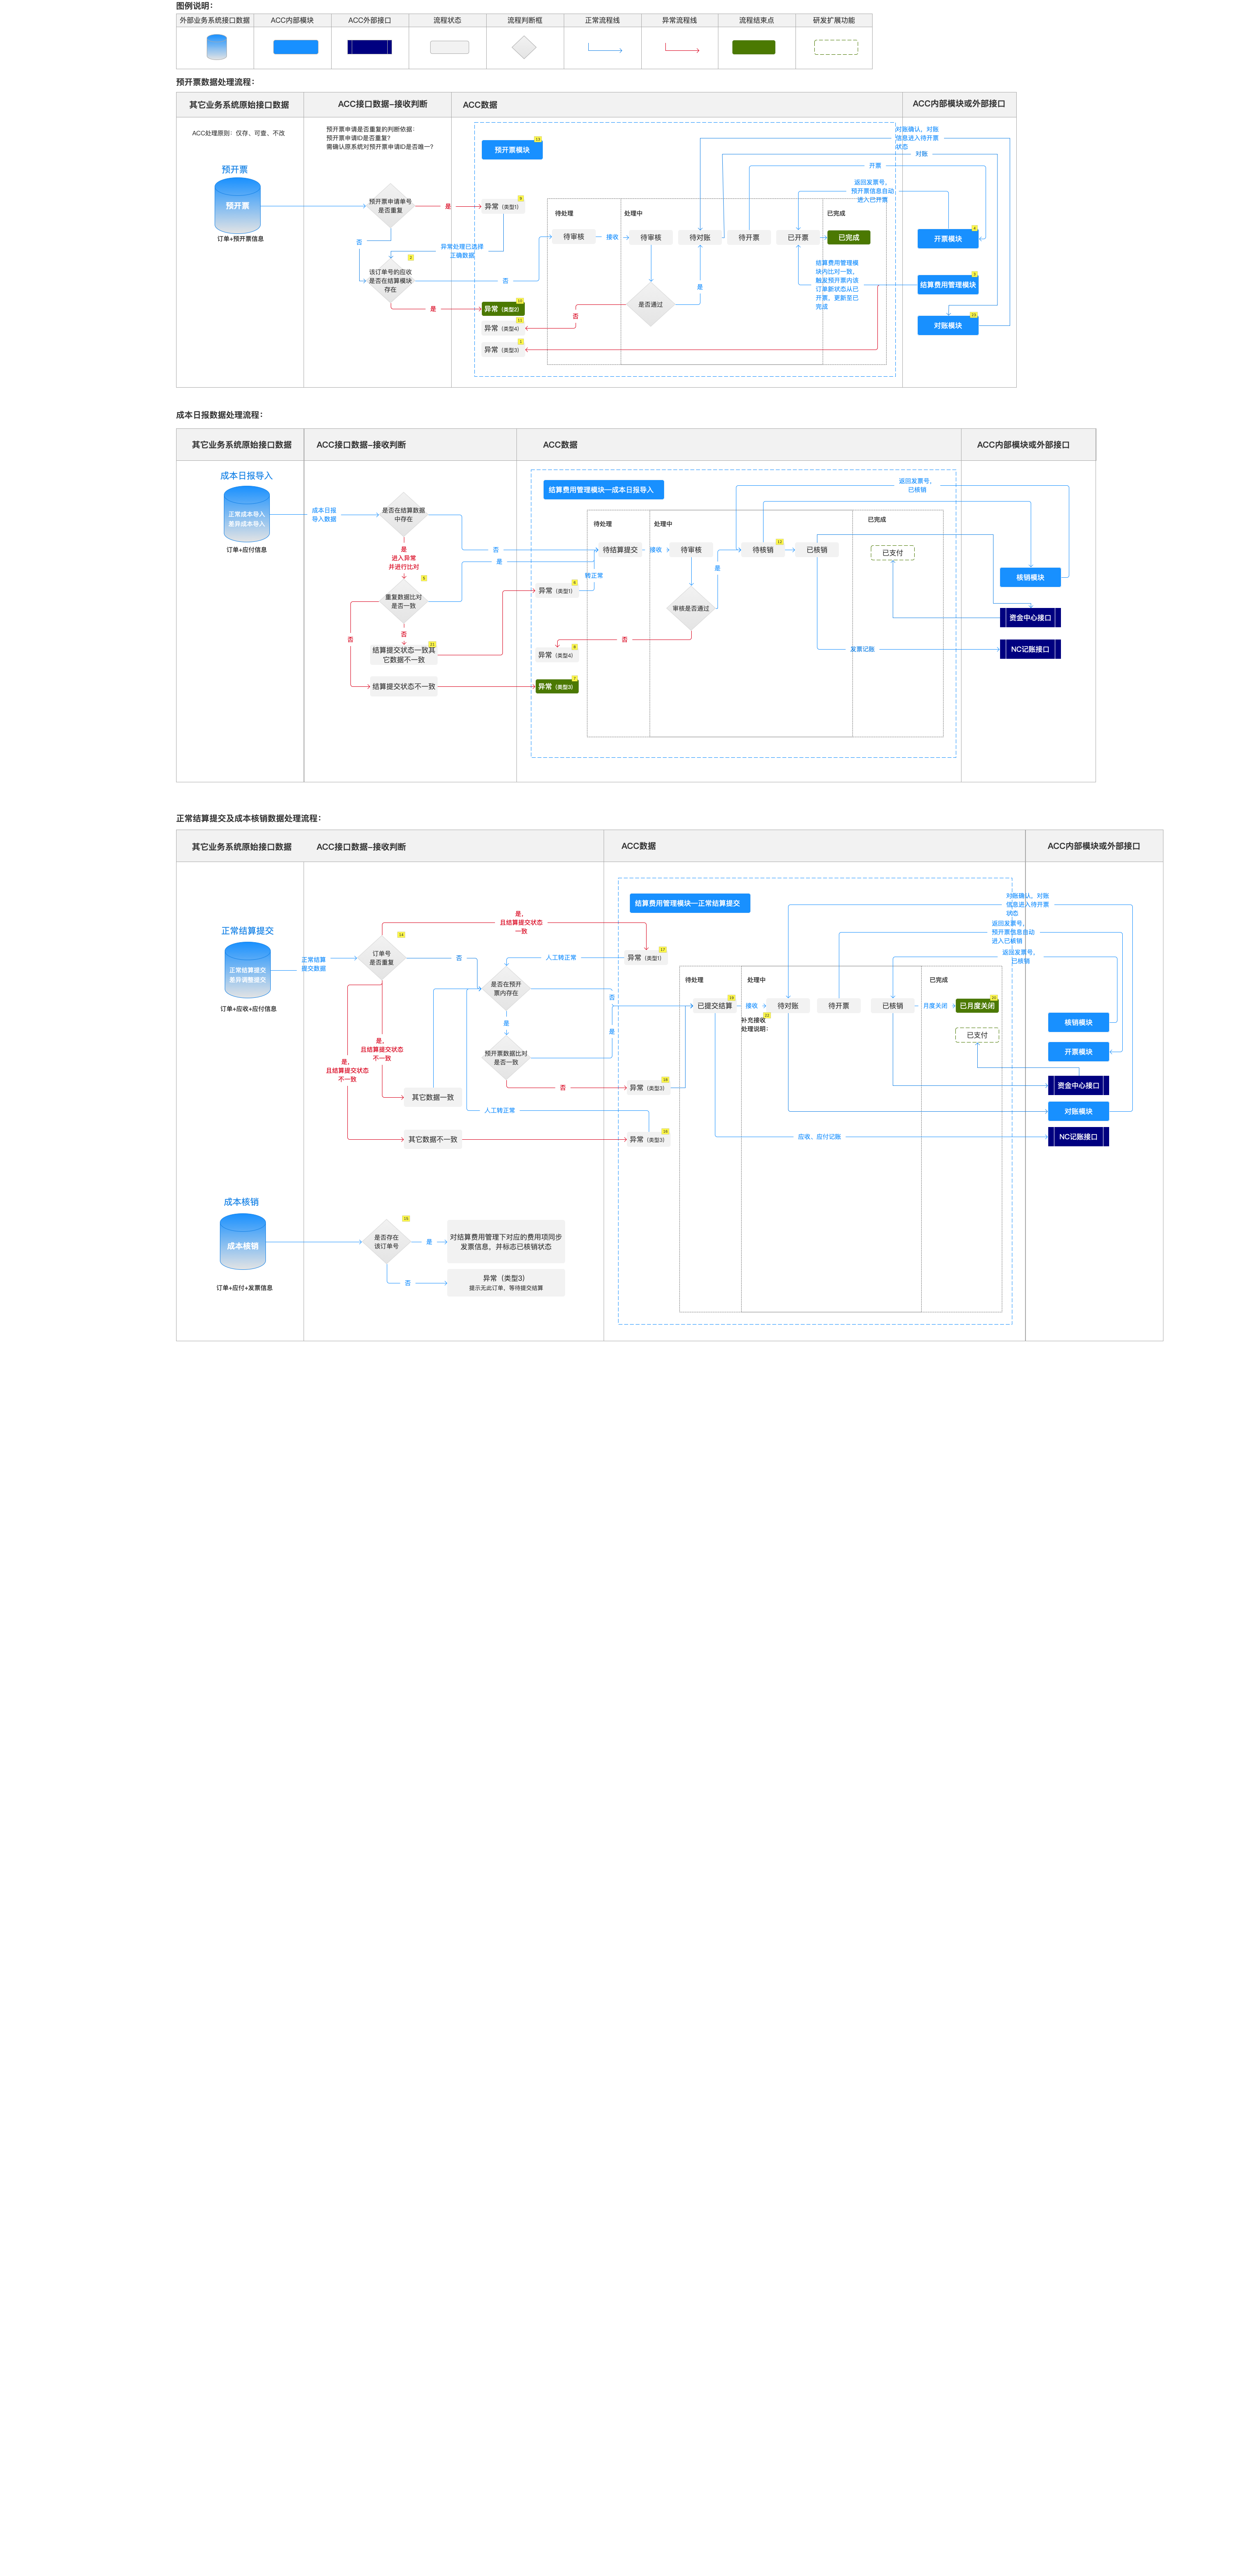 图例说明：
外部业务系统接口数据
ACC内部模块
ACC外部接口
流程状态
流程判断框
正常流程线
异常流程线
流程结束点
研发扩展功能
预开票数据处理流程：
其它业务系统原始接口数据
ACC接口数据–接收判断
ACC数据
ACC内部模块或外部接口
ACC处理原则：仅存、可查、不改
预开票申请是否重复的判断依据：
预开票申请ID是否重复?
需确认原系统对预开票申请ID是否唯一?
预开票
预开票
订单+预开票信息
预开票申请单号
是否重复
是
否
异常处理已选择
正确数据
该订单号的应收
是否在结算模块
存在
否
是
预开票模块
异常（类型1）
异常（类型2）
异常（类型4）
异常（类型3）
待处理
处理中
已完成
待审核
接收
待审核
待对账
待开票
已开票
已完成
是否通过
是
否
对账确认，对账
信息进入待开票
状态
对账
开票
返回发票号，
预开票信息自动
进入已开票
结算费用管理模
块内比对一致，
触发预开票内该
订单新状态从已
开票，更新至已
完成
开票模块
结算费用管理模块
对账模块
成本日报数据处理流程：
其它业务系统原始接口数据
ACC接口数据–接收判断
ACC数据
ACC内部模块或外部接口
成本日报导入
正常成本导入
差异成本导入
订单+应付信息
成本日报
导入数据
是否在结算数据
中存在
是
进入异常
并进行比对
否
是
重复数据比对
是否一致
否
否
结算提交状态一致其
它数据不一致
结算提交状态不一致
结算费用管理模块—成本日报导入
待处理
处理中
已完成
待结算提交
接收
待审核
待核销
已核销
已支付
转正常
异常（类型1）
异常（类型4）
异常（类型3）
审核是否通过
是
否
返回发票号，
已核销
发票记账
核销模块
资金中心接口
NC记账接口
正常结算提交及成本核销数据处理流程：
其它业务系统原始接口数据
ACC接口数据–接收判断
ACC数据
ACC内部模块或外部接口
正常结算提交
正常结算提交
差异调整提交
订单+应收+应付信息
正常结算
提交数据
订单号
是否重复
是，
且结算提交状态
一致
否
人工转正常
是否在预开
票内存在
否
是
是
预开票数据比对
是否一致
否
是，
且结算提交状态
不一致
是，
且结算提交状态
不一致
其它数据一致
人工转正常
其它数据不一致
结算费用管理模块—正常结算提交
异常（类型1）
异常（类型3）
异常（类型3）
待处理
处理中
已完成
已提交结算
接收
待对账
待开票
已核销
月度关闭
已月度关闭
已支付
补充接收
处理说明：
应收、应付记账
对账确认，对账
信息进入待开票
状态
返回发票号，
预开票信息自动
进入已核销
返回发票号，
已核销
核销模块
开票模块
资金中心接口
对账模块
NC记账接口
成本核销
成本核销
订单+应付+发票信息
是否存在
该订单号
是
否
对结算费用管理下对应的费用项同步
发票信息，并标志已核销状态
异常（类型3）
提示无此订单，等待提交结算